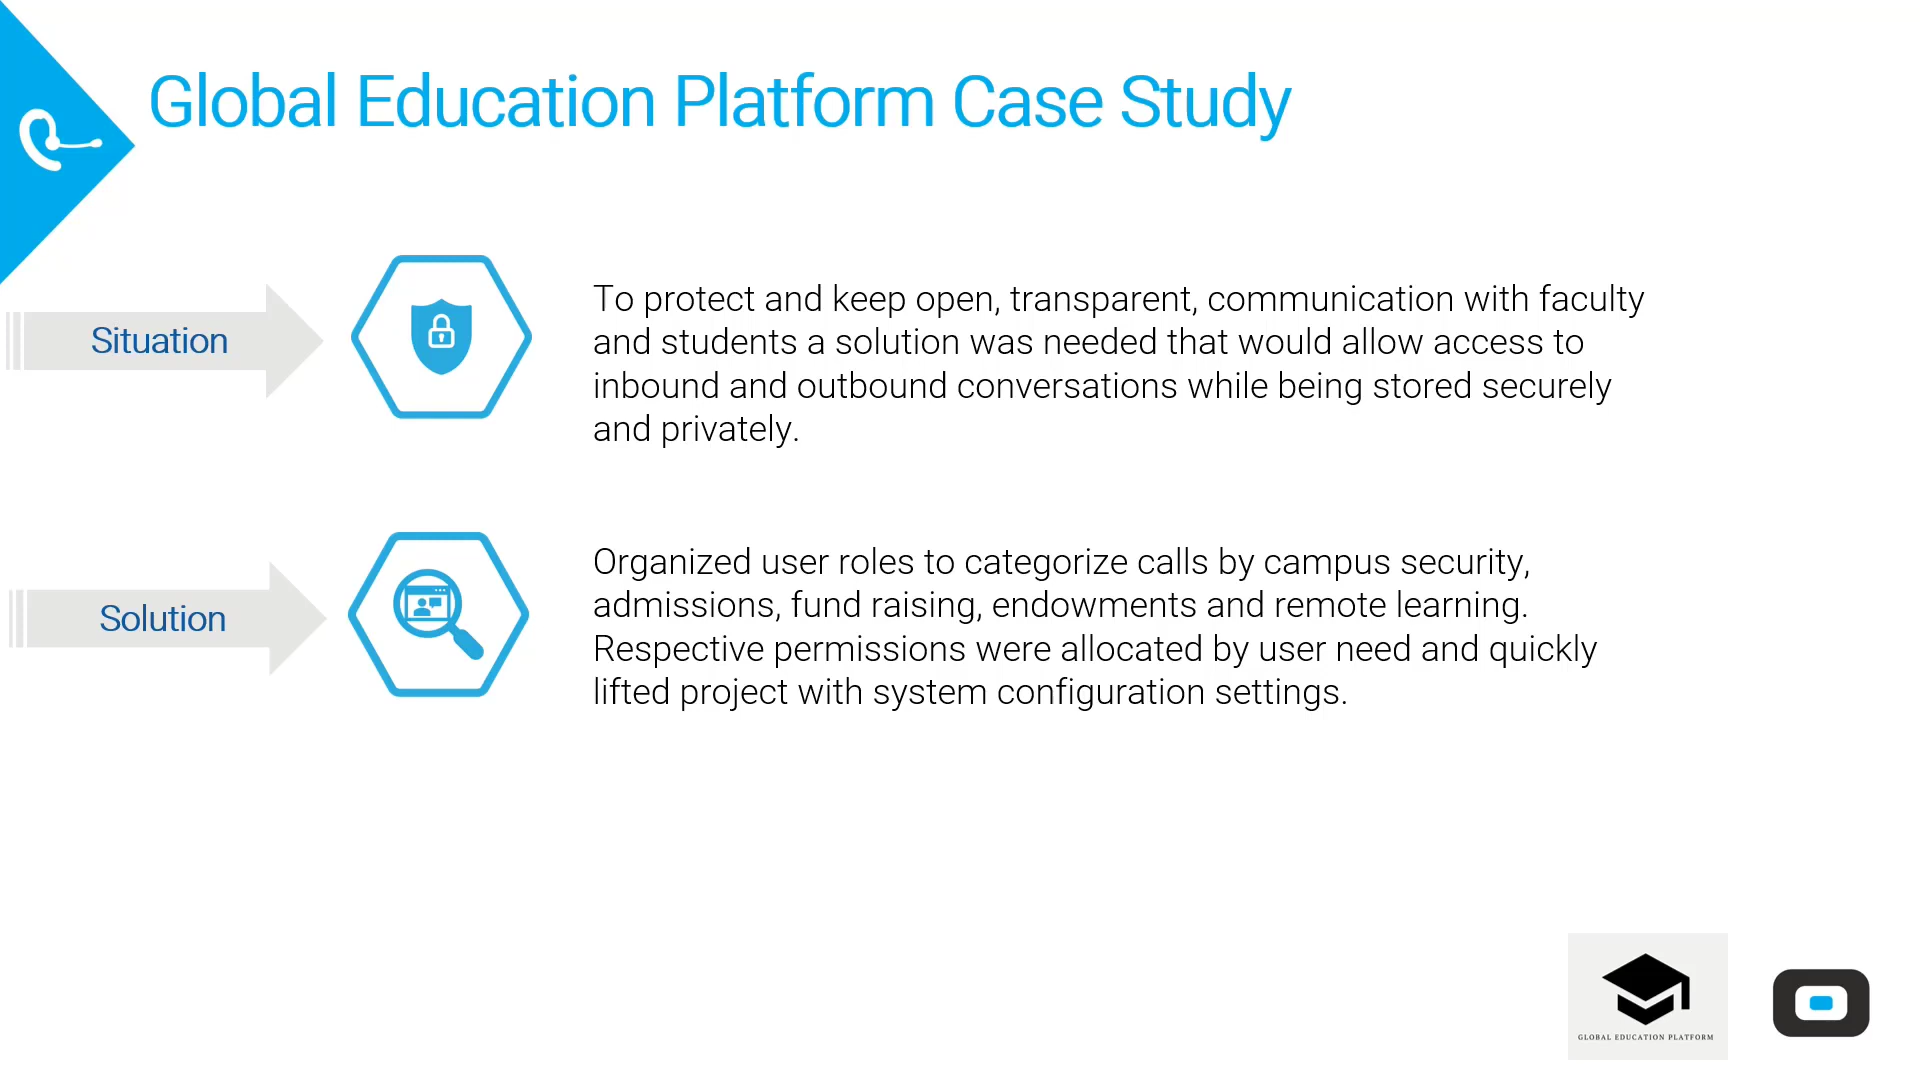 Global Education Platform Case Study
Situation
To protect and keep open, transparent, communication with faculty
and students a solution was needed that would allow access to
inbound and outbound conversations while being stored securely
and privately.
Solution
Organized user roles to categorize calls by campus security,
admissions, fund raising, endowments and remote learning.
Respective permissions were allocated by user need and quickly
lifted project with system configuration settings.
GLOBAL EDUCATION PLATFORM